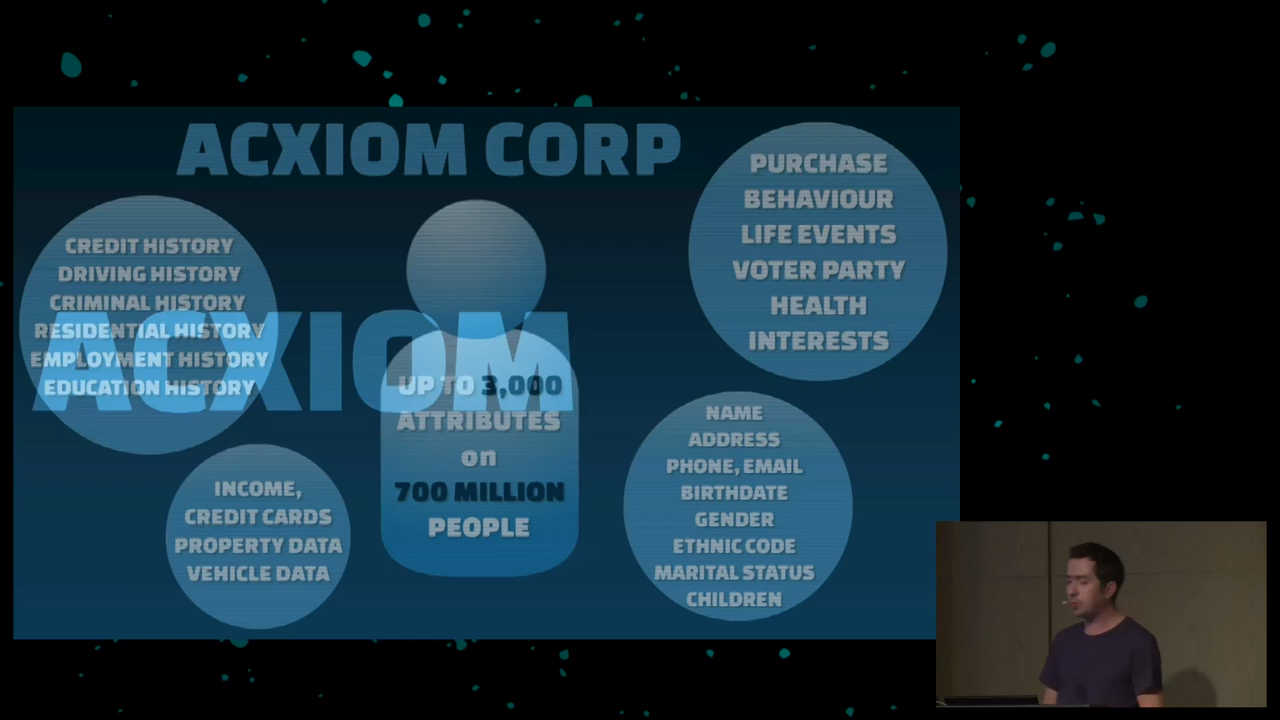 ACXIOM CORP
CREDIT HISTORY
DRIVING HISTORY
CRIMINAL HISTORY
RESIDENTIAL HISTORY
EMPLOYMENT HISTORY
EDUCATION HISTORY
ACXIOM
INCOME,
CREDIT CARDS
PROPERTY DATA
VEHICLE DATA
UP TO 3,000
ATTRIBUTES
on
700 MILLION
PEOPLE
PURCHASE
BEHAVIOUR
LIFE EVENTS
VOTER PARTY
HEALTH
INTERESTS
NAME
ADDRESS
PHONE, EMAIL
BIRTHDATE
GENDER
ETHNIC CODE
MARITAL STATUS
CHILDREN